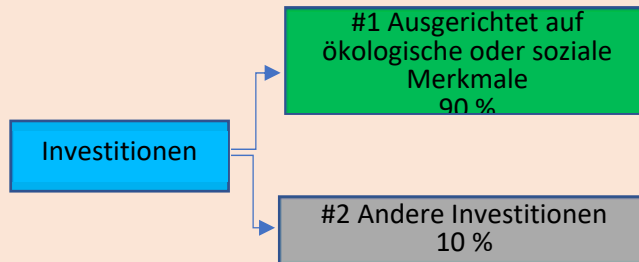 #1 Ausgerichtet auf
ökologische oder soziale
Merkmale
90 %
Investitionen
#2 Andere Investitionen
10 %